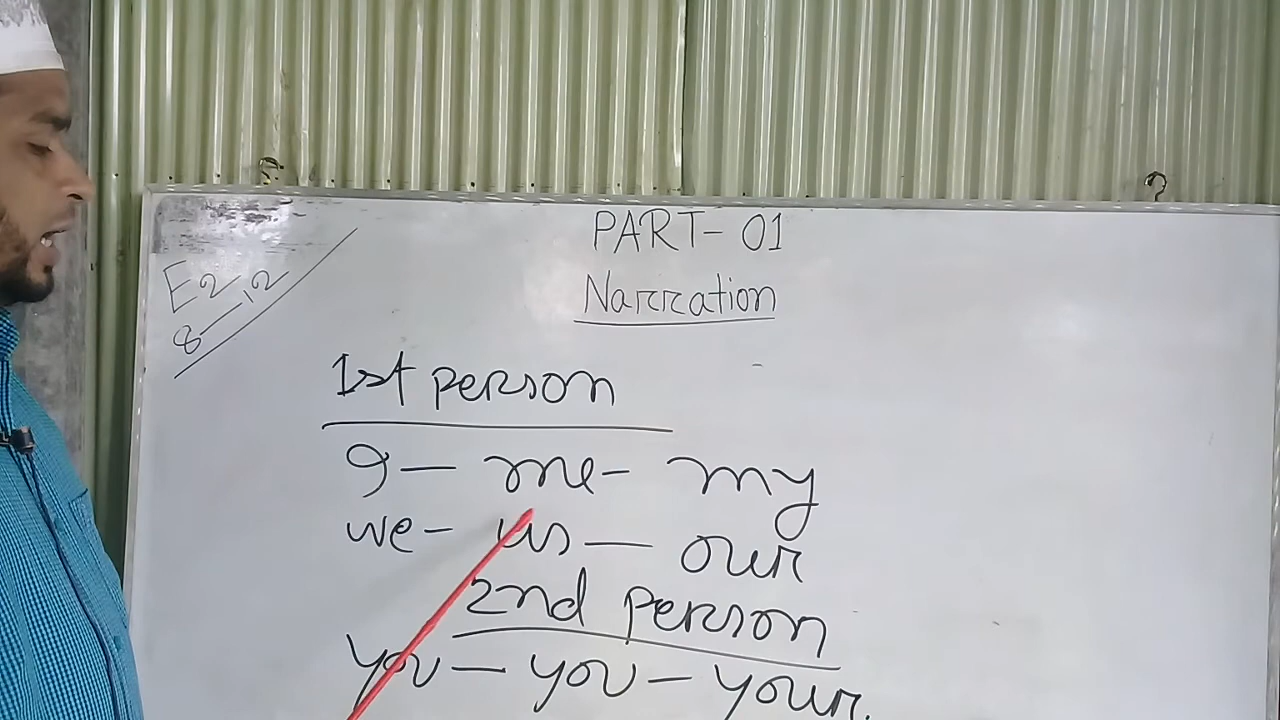 PART-01
Narration
E2
8-12
1st person
I- me- my
we- us- our
2nd person
you- you- your.